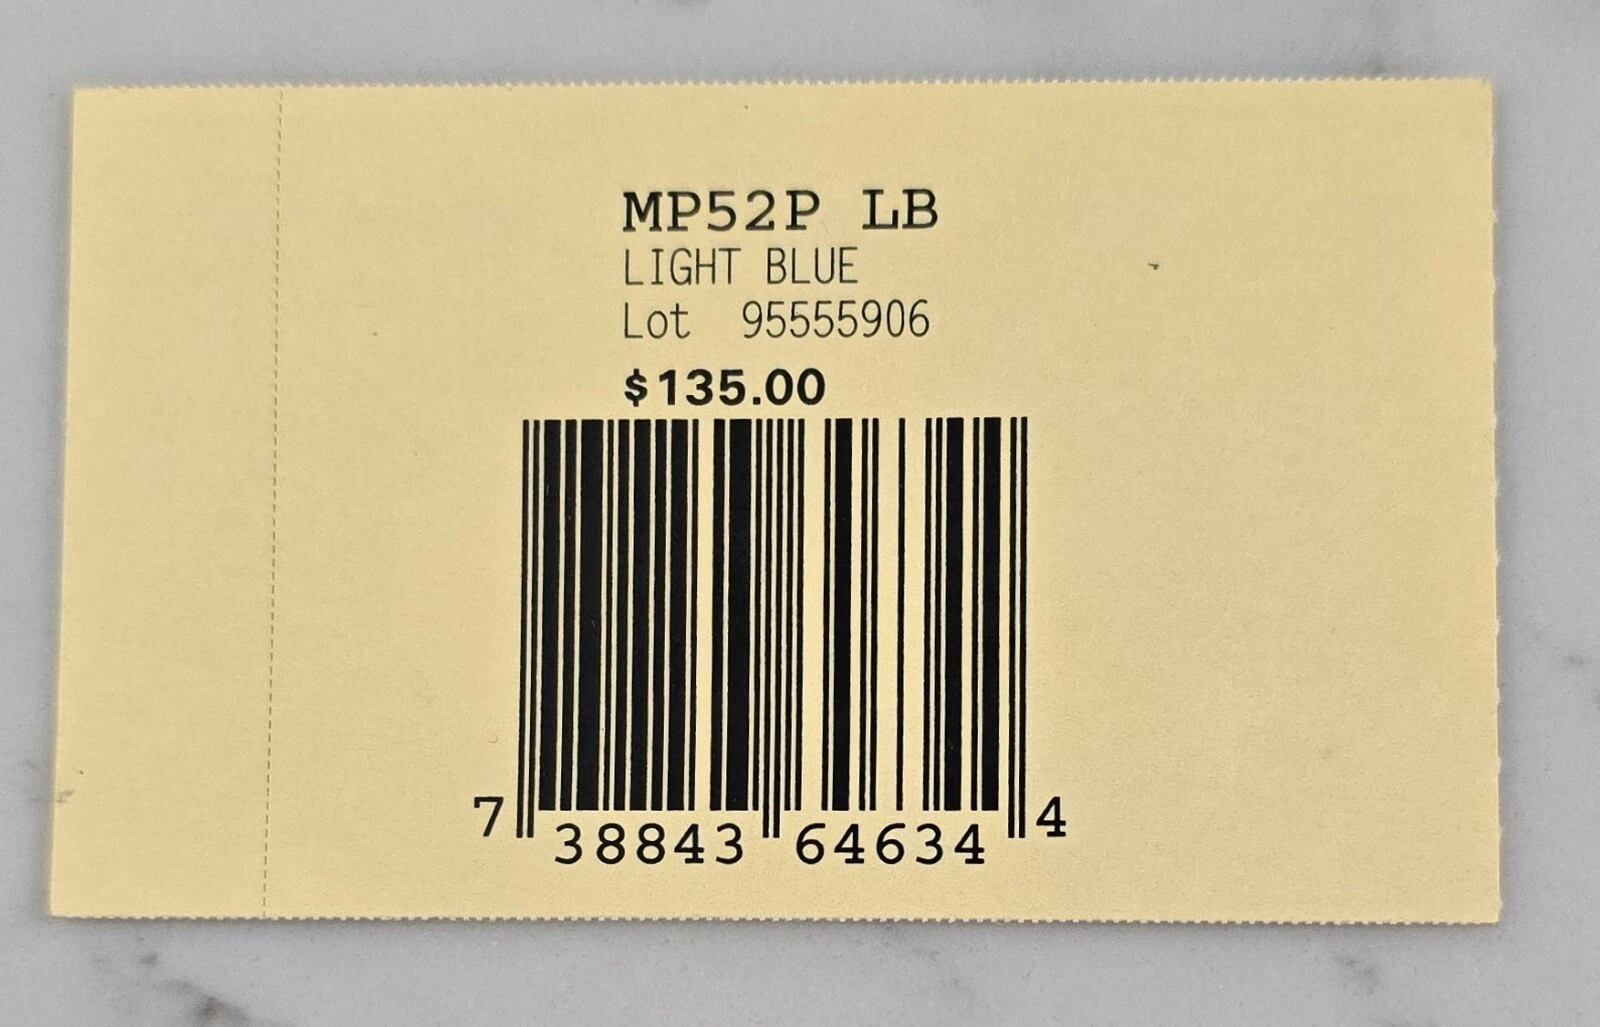 MP52P LB
LIGHT BLUE
Lot 95555906
$135.00
7 38843 64634 4